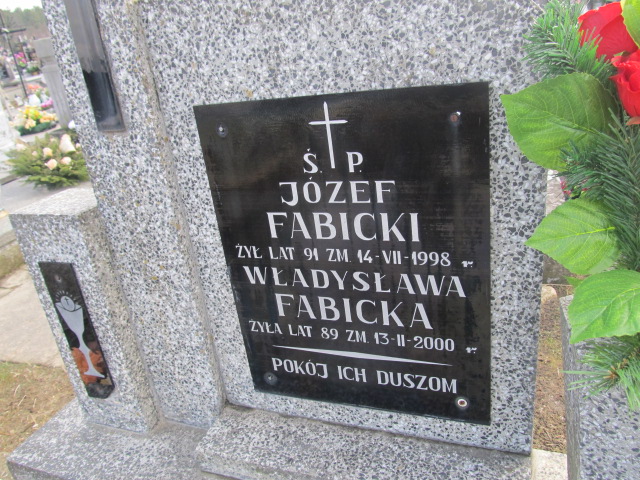 Ś. P.
JÓZEF
FABICKI
ŻYŁ LAT 91 ZM. 14-VII-1998 r.
WŁADYSŁAWA
FABICKA
ŻYŁA LAT 89 ZM. 13-II-2000 r.
POKÓJ ICH DUSZOM